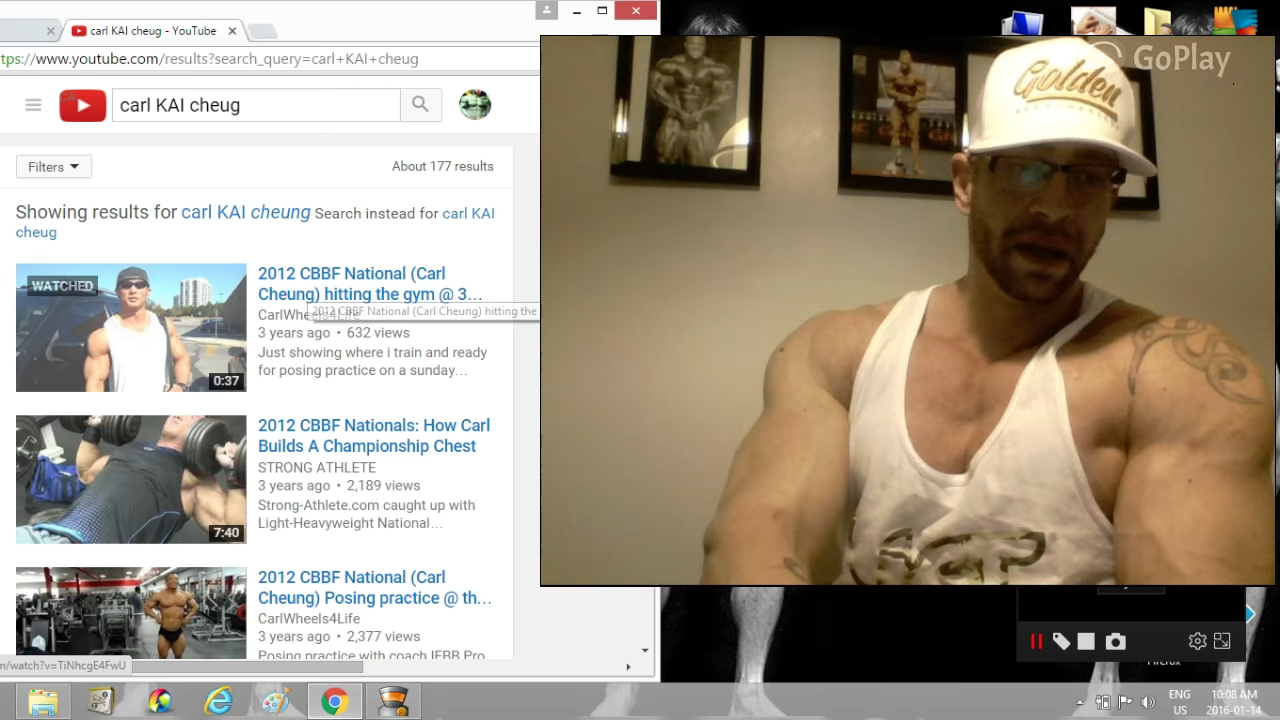 carl KAI cheug - YouTube
tps://www.youtube.com/results?search_query=carl+KAI+cheug
carl KAI cheug
Filters
About 177 results
Showing results for carl KAI cheung Search instead for carl KAI
cheug
WATCHED
0:37
2012 CBBF National (Carl
Cheung) hitting the gym @ 3...
2012 CBBF National (Carl Cheung) hitting the
3 years ago • 632 views
Just showing where i train and ready
for posing practice on a sunday...
7:40
2012 CBBF Nationals: How Carl
Builds A Championship Chest
STRONG ATHLETE
3 years ago • 2,189 views
Strong-Athlete.com caught up with
Light-Heavyweight National...
2012 CBBF National (Carl
Cheung) Posing practice @ th...
CarlWheels4Life
3 years ago • 2,377 views
Posing practice with coach IFBB Pro
m/watch?v=TiNhcgE4FwU
GoPlay
Golden
ENG
US
10:08 AM
2016-01-14